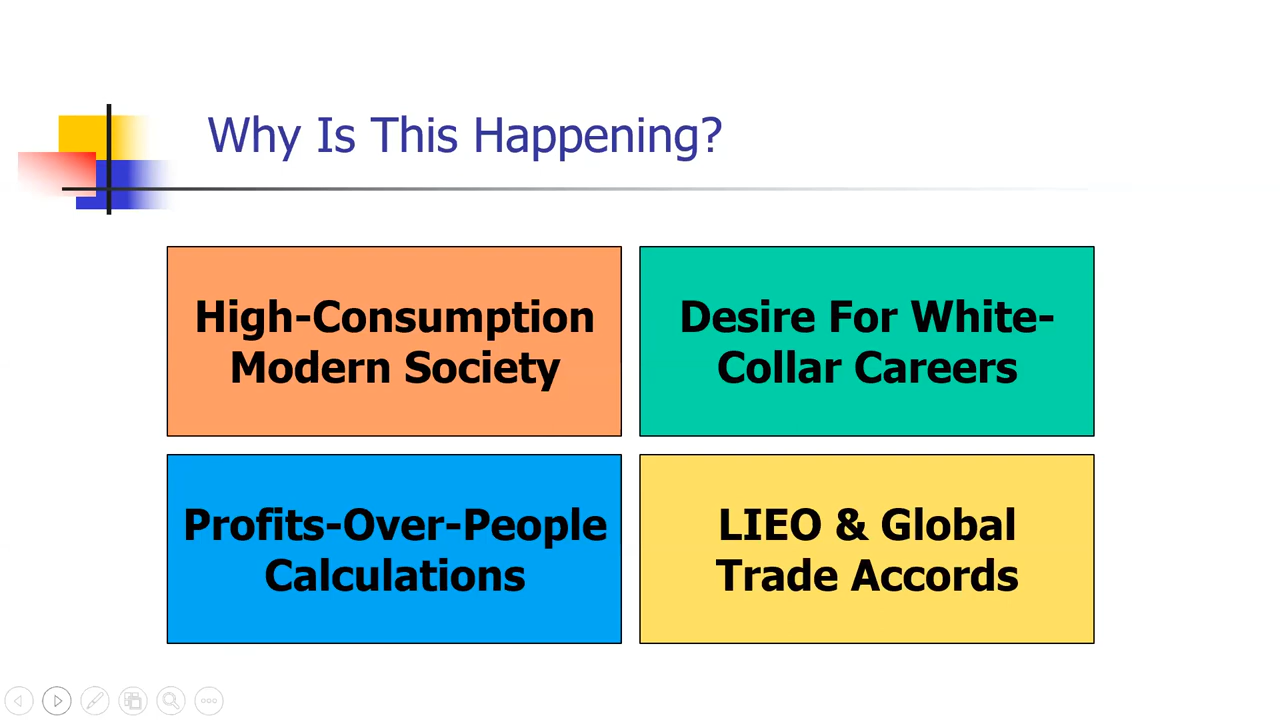 Why Is This Happening?
High-Consumption
Modern Society
Desire For White-
Collar Careers
Profits-Over-People
Calculations
LIEO & Global
Trade Accords